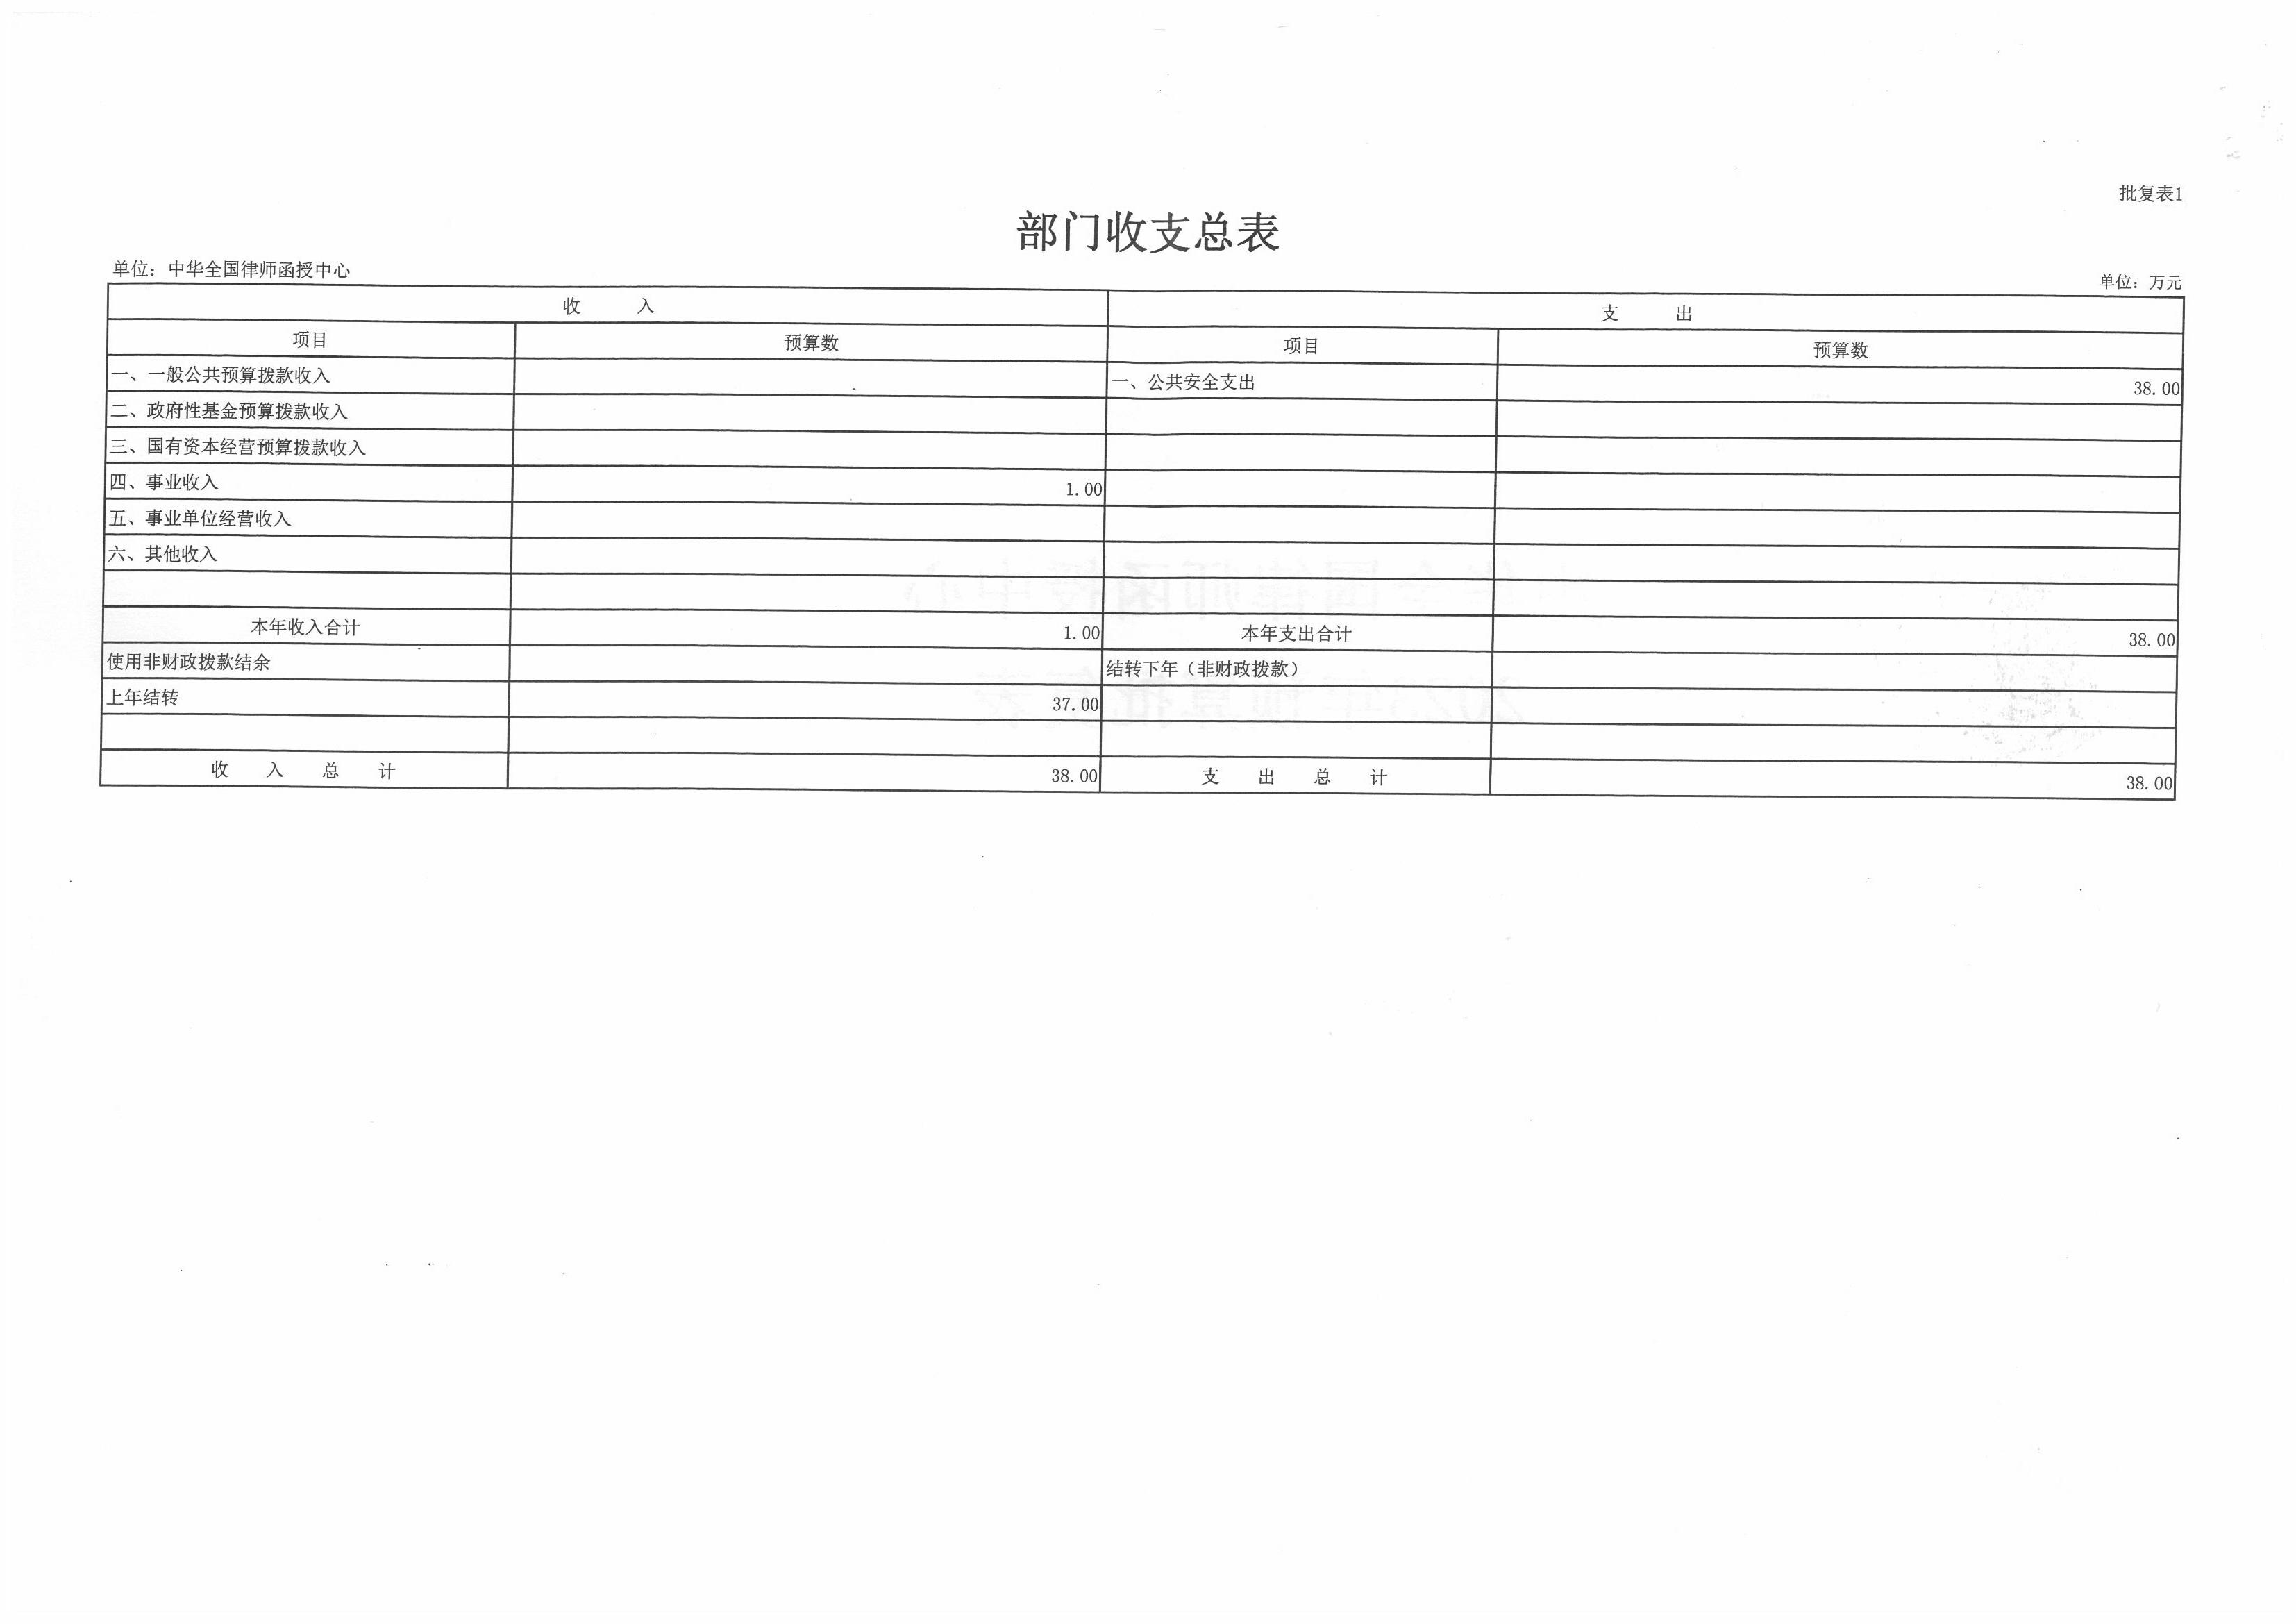 批复表1
部门收支总表
单位：中华全国律师函授中心 单位：万元
收 入 支 出
项目 预算数 项目 预算数
一、一般公共预算拨款收入 一、公共安全支出 38.00
二、政府性基金预算拨款收入
三、国有资本经营预算拨款收入
四、事业收入 1.00
五、事业单位经营收入
六、其他收入
本年收入合计 1.00 本年支出合计 38.00
使用非财政拨款结余 结转下年（非财政拨款）
上年结转 37.00
收 入 总 计 38.00 支 出 总 计 38.00